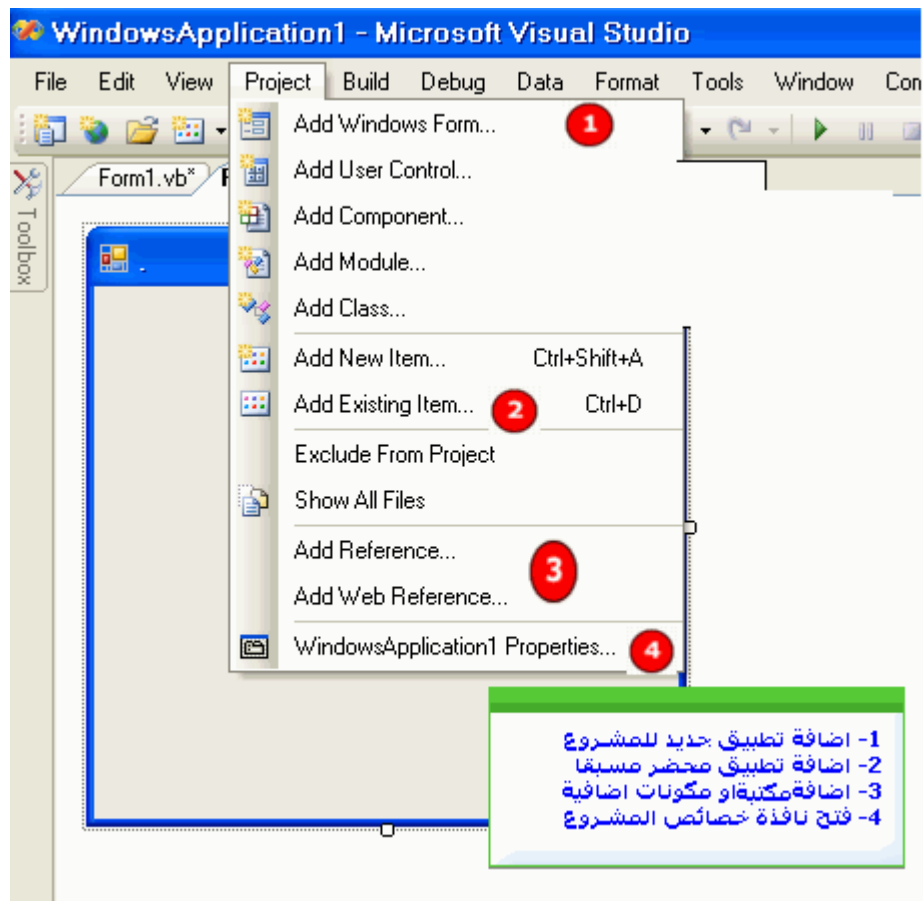 WindowsApplication1 - Microsoft Visual Studio
File Edit View Project Build Debug Data Format Tools Window
Form1.vb*
Toolbox
Add Windows Form... 1
Add User Control...
Add Component...
Add Module...
Add Class...
Add New Item... Ctrl+Shift+A
Add Existing Item... 2 Ctrl+D
Exclude From Project
Show All Files
Add Reference...
3
Add Web Reference...
WindowsApplication1 Properties... 4
.
1- اضافة تطبيق جديد للمشروع
2- اضافة تطبيق محضر مسبقا
3- اضافةمكتبةاو مكونات اضافية
4- فتح نافذة خصائص المشروع